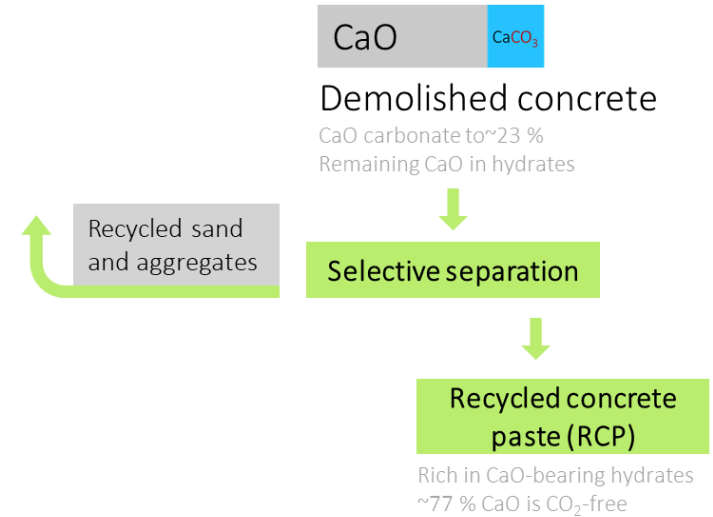 CaO
CaCO₃
Demolished concrete
CaO carbonate to~23 %
Remaining CaO in hydrates
Recycled sand
and aggregates
Selective separation
Recycled concrete
paste (RCP)
Rich in CaO-bearing hydrates
~77 % CaO is CO₂-free